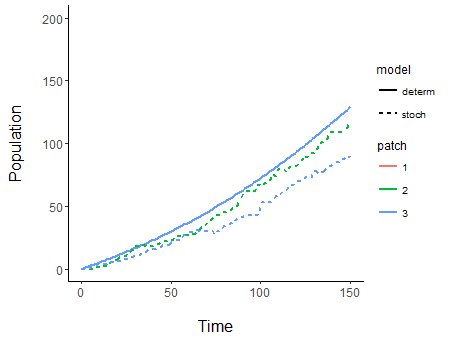 200
150
100
50
0
Population
0 50 100 150
Time
model
determ
stoch
patch
1
2
3